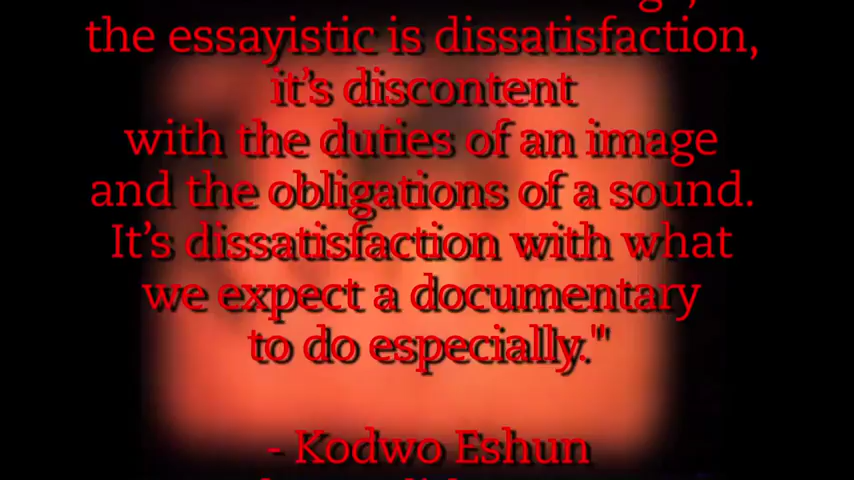 the essayistic is dissatisfaction,
it's discontent
with the duties of an image
and the obligations of a sound.
It's dissatisfaction with what
we expect a documentary
to do especially.'"
- Kodwo Eshun